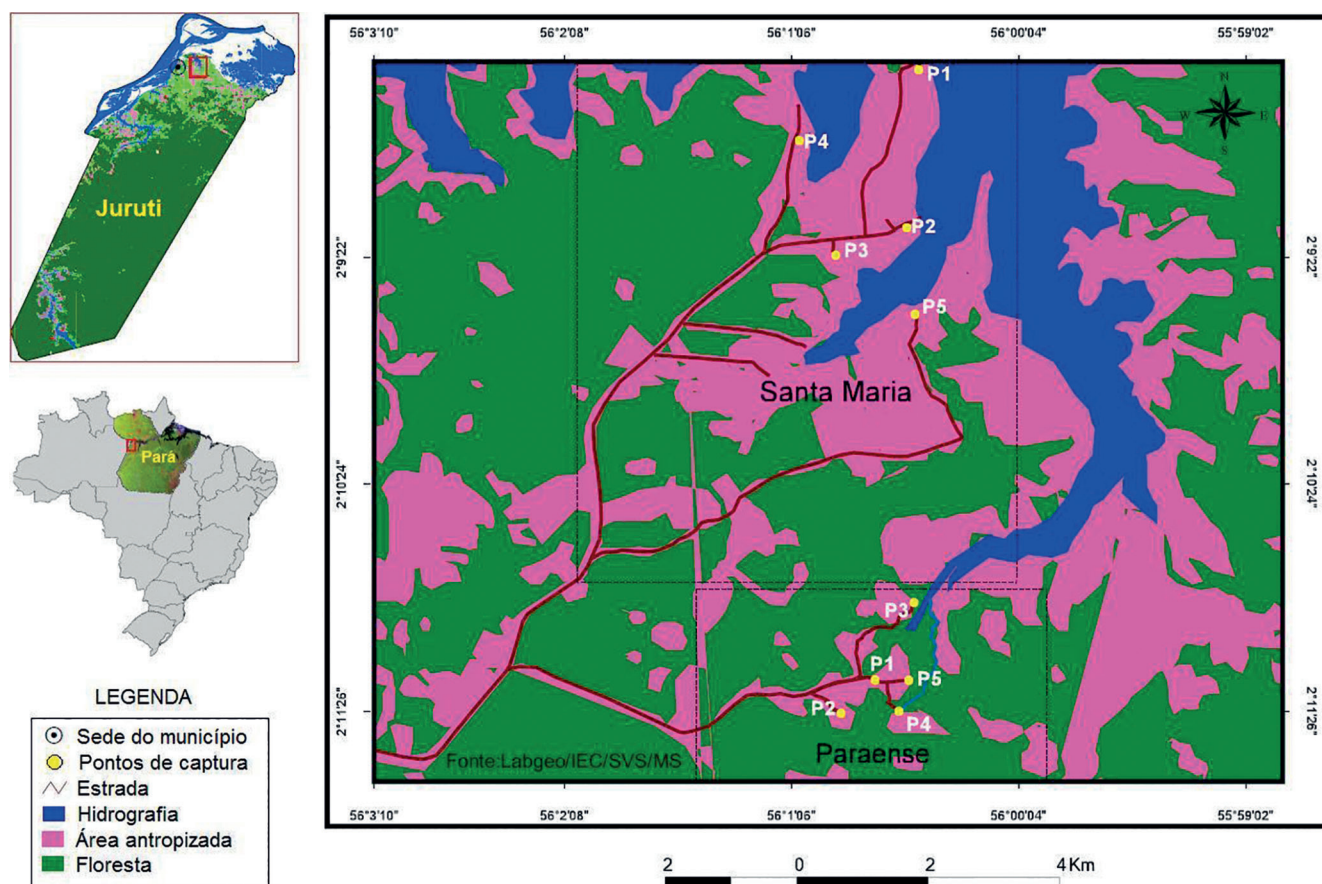 Juruti
Pará
LEGENDA
Sede do município
Pontos de captura
Estrada
Hidrografia
Área antropizada
Floresta
56°3'10" 56°2'08" 56°1'06" 56°00'04" 55°59'02"
2°9'22" 2°9'22"
2°10'24" 2°10'24"
2°11'26" 2°11'26"
N
W E
S
P1
P4
P2
P3
P5
Santa Maria
P3
P1
P5
P2
P4
Paraense
Fonte:Labgeo/IEC/SVS/MS
56°3'10" 56°2'08" 56°1'06" 56°00'04" 55°59'02"
2 0 2 4 Km